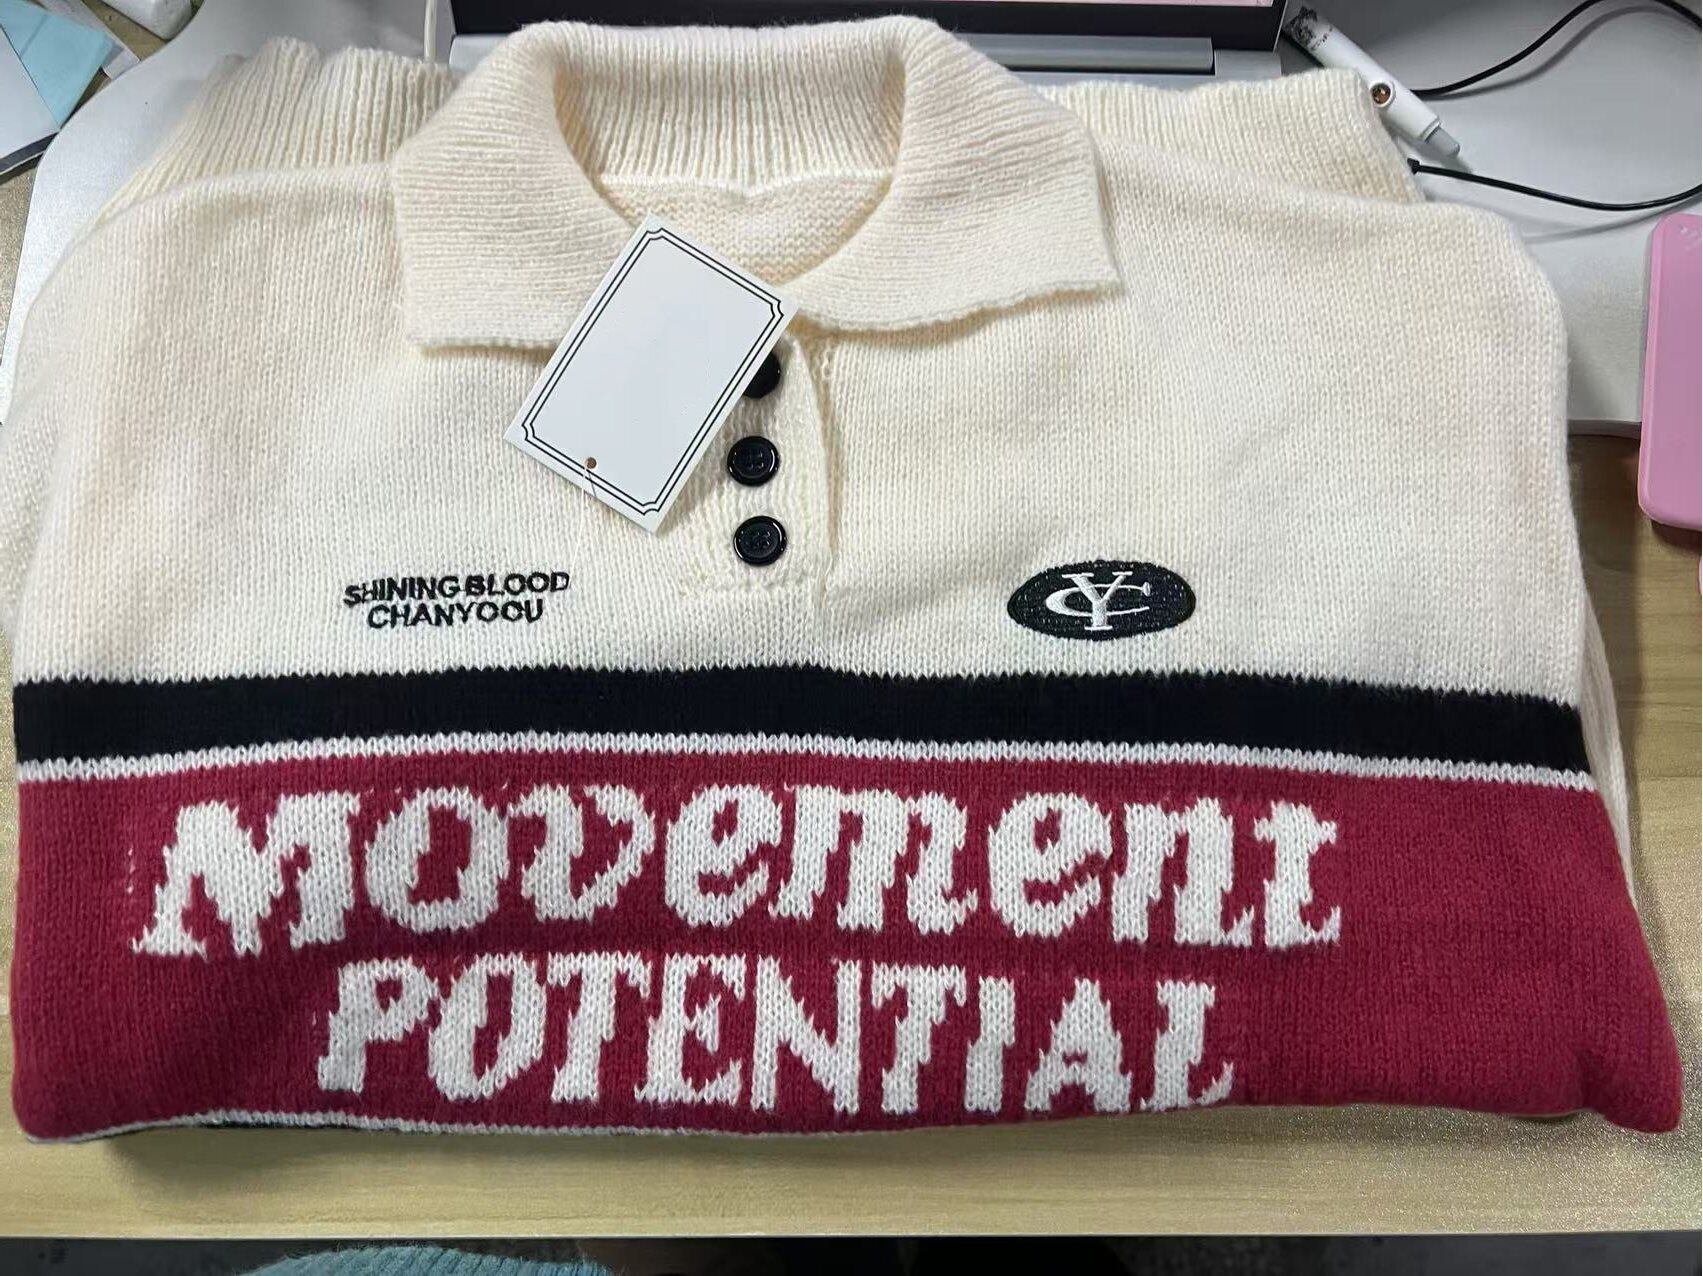 SHINING BLOOD
CHANYOOU
YC
Movement
POTENTIAL